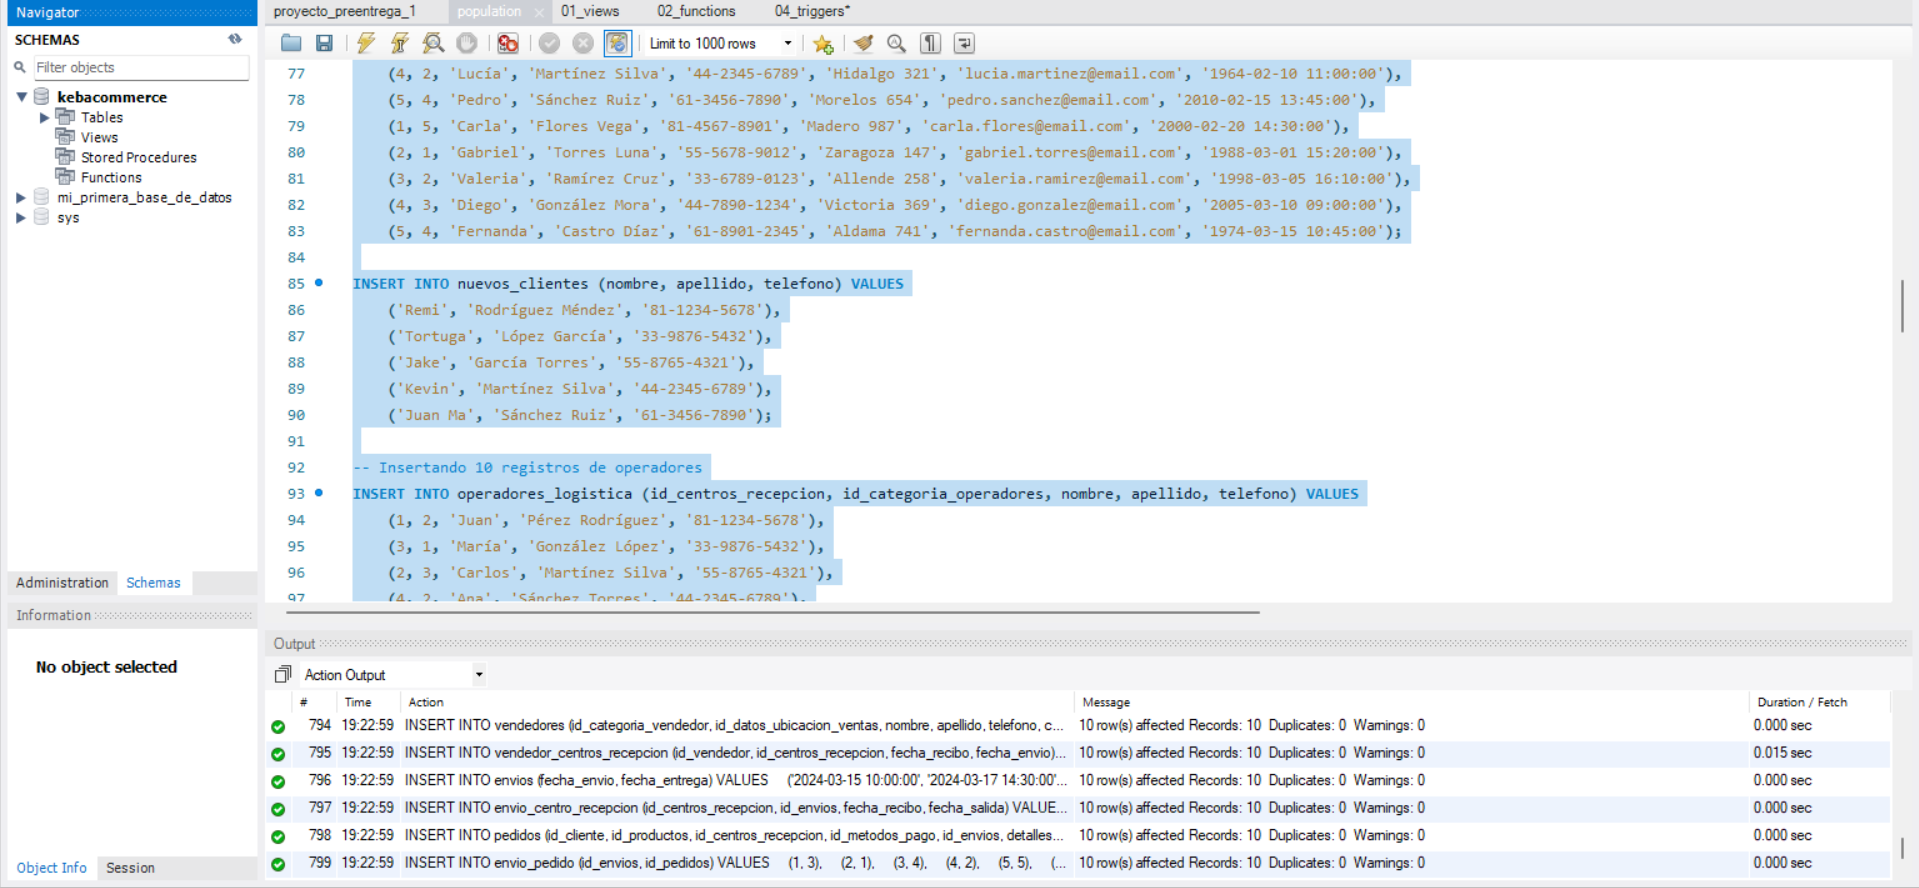 Navigator
SCHEMAS
Filter objects
kebacommerce
Tables
Views
Stored Procedures
Functions
mi_primera_base_de_datos
sys
Administration Schemas
Information
No object selected
Object Info Session
proyecto_preentrega_1 population 01_views 02_functions 04_triggers*
Limit to 1000 rows
77 (4, 2, 'Lucía', 'Martínez Silva', '44-2345-6789', 'Hidalgo 321', 'lucia.martinez@email.com', '1964-02-10 11:00:00'),
78 (5, 4, 'Pedro', 'Sánchez Ruiz', '61-3456-7890', 'Morelos 654', 'pedro.sanchez@email.com', '2010-02-15 13:45:00'),
79 (1, 5, 'Carla', 'Flores Vega', '81-4567-8901', 'Madero 987', 'carla.flores@email.com', '2000-02-20 14:30:00'),
80 (2, 1, 'Gabriel', 'Torres Luna', '55-5678-9012', 'Zaragoza 147', 'gabriel.torres@email.com', '1988-03-01 15:20:00'),
81 (3, 2, 'Valeria', 'Ramírez Cruz', '33-6789-0123', 'Allende 258', 'valeria.ramirez@email.com', '1998-03-05 16:10:00'),
82 (4, 3, 'Diego', 'González Mora', '44-7890-1234', 'Victoria 369', 'diego.gonzalez@email.com', '2005-03-10 09:00:00'),
83 (5, 4, 'Fernanda', 'Castro Díaz', '61-8901-2345', 'Aldama 741', 'fernanda.castro@email.com', '1974-03-15 10:45:00');
84
85 INSERT INTO nuevos_clientes (nombre, apellido, telefono) VALUES
86 ('Remi', 'Rodríguez Méndez', '81-1234-5678'),
87 ('Tortuga', 'López García', '33-9876-5432'),
88 ('Jake', 'García Torres', '55-8765-4321'),
89 ('Kevin', 'Martínez Silva', '44-2345-6789'),
90 ('Juan Ma', 'Sánchez Ruiz', '61-3456-7890');
91
92 -- Insertando 10 registros de operadores
93 INSERT INTO operadores_logistica (id_centros_recepcion, id_categoria_operadores, nombre, apellido, telefono) VALUES
94 (1, 2, 'Juan', 'Pérez Rodríguez', '81-1234-5678'),
95 (3, 1, 'María', 'González López', '33-9876-5432'),
96 (2, 3, 'Carlos', 'Martínez Silva', '55-8765-4321'),
97 (4, 2, 'Ana', 'Sánchez Torres', '44-2345-6789'),
Output
Action Output
# Time Action Message Duration / Fetch
794 19:22:59 INSERT INTO vendedores (id_categoria_vendedor, id_datos_ubicacion_ventas, nombre, apellido, telefono, c... 10 row(s) affected Records: 10 Duplicates: 0 Warnings: 0 0.000 sec
795 19:22:59 INSERT INTO vendedor_centros_recepcion (id_vendedor, id_centros_recepcion, fecha_recibo, fecha_envio)... 10 row(s) affected Records: 10 Duplicates: 0 Warnings: 0 0.015 sec
796 19:22:59 INSERT INTO envios (fecha_envio, fecha_entrega) VALUES ('2024-03-15 10:00:00', '2024-03-17 14:30:00'... 10 row(s) affected Records: 10 Duplicates: 0 Warnings: 0 0.000 sec
797 19:22:59 INSERT INTO envio_centro_recepcion (id_centros_recepcion, id_envios, fecha_recibo, fecha_salida) VALUE... 10 row(s) affected Records: 10 Duplicates: 0 Warnings: 0 0.000 sec
798 19:22:59 INSERT INTO pedidos (id_cliente, id_productos, id_centros_recepcion, id_metodos_pago, id_envios, detalles... 10 row(s) affected Records: 10 Duplicates: 0 Warnings: 0 0.000 sec
799 19:22:59 INSERT INTO envio_pedido (id_envios, id_pedidos) VALUES (1, 3), (2, 1), (3, 4), (4, 2), (5, 5), (... 10 row(s) affected Records: 10 Duplicates: 0 Warnings: 0 0.000 sec